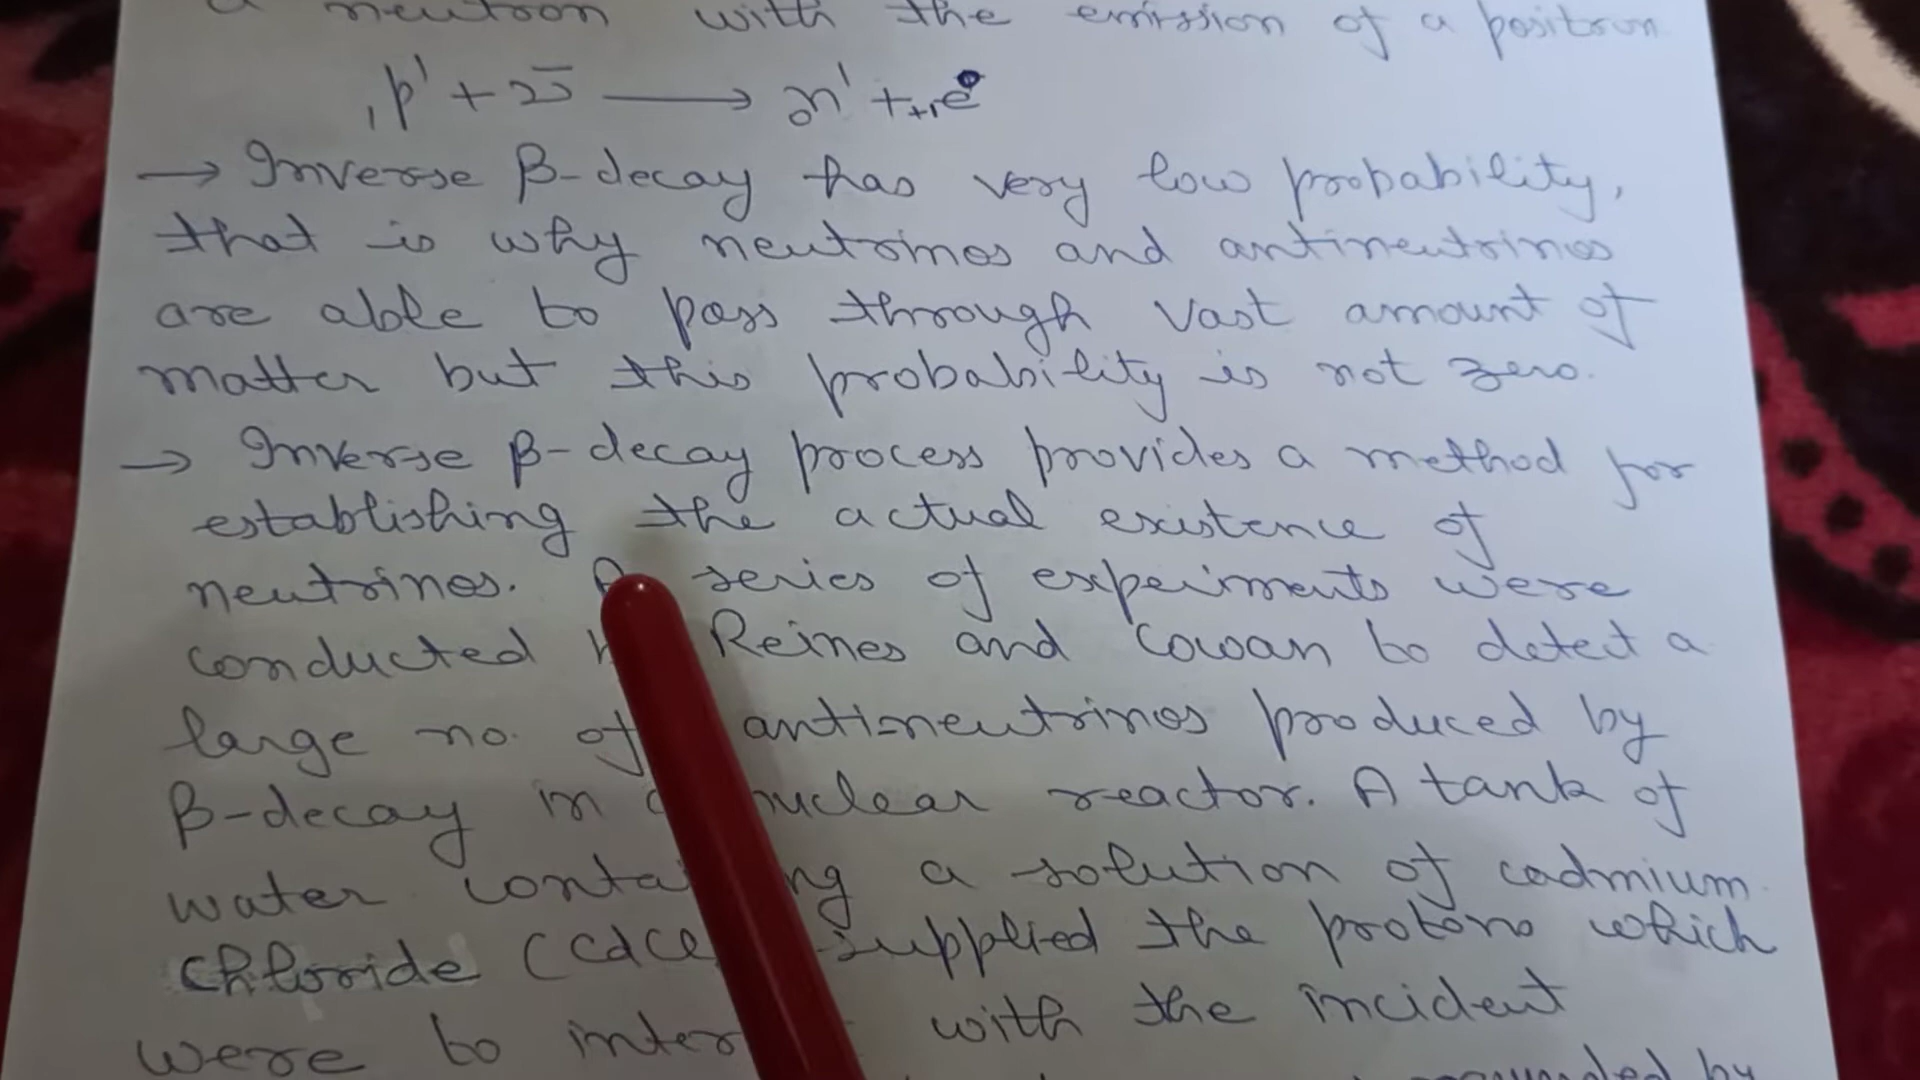 a neutron with the emission of a positron
₁p¹ + ν̄ → ₀n¹ + ₊₁e⁰
→ Inverse β-decay has very low probability,
that is why neutrinos and antineutrinos
are able to pass through vast amount of
matter but this probability is not zero.
→ Inverse β-decay process provides a method for
establishing the actual existence of
neutrinos. A series of experiments were
conducted Reines and Cowan to detect a
large no. of antineutrinos produced by
β-decay in nuclear reactor. A tank of
water a solution of cadmium
chloride (CdCl supplied the protons which
were to with the incident
by